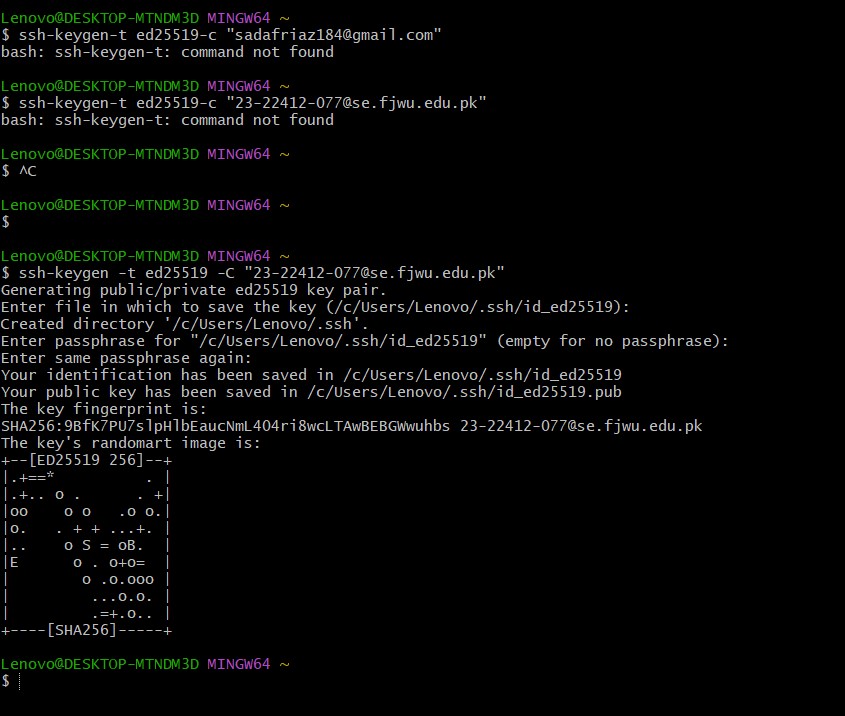 Lenovo@DESKTOP-MTNDM3D MINGW64 ~
$ ssh-keygen-t ed25519-c "sadafriaz184@gmail.com"
bash: ssh-keygen-t: command not found
Lenovo@DESKTOP-MTNDM3D MINGW64 ~
$ ssh-keygen-t ed25519-c "23-22412-077@se.fjwu.edu.pk"
bash: ssh-keygen-t: command not found
Lenovo@DESKTOP-MTNDM3D MINGW64 ~
$ ^C
Lenovo@DESKTOP-MTNDM3D MINGW64 ~
$
Lenovo@DESKTOP-MTNDM3D MINGW64 ~
$ ssh-keygen -t ed25519 -C "23-22412-077@se.fjwu.edu.pk"
Generating public/private ed25519 key pair.
Enter file in which to save the key (/c/Users/Lenovo/.ssh/id_ed25519):
Created directory '/c/Users/Lenovo/.ssh'.
Enter passphrase for "/c/Users/Lenovo/.ssh/id_ed25519" (empty for no passphrase):
Enter same passphrase again:
Your identification has been saved in /c/Users/Lenovo/.ssh/id_ed25519
Your public key has been saved in /c/Users/Lenovo/.ssh/id_ed25519.pub
The key fingerprint is:
SHA256:9BfK7PU7slpHlbEaucNmL4O4ri8wcLTAwBEBGWwuhbs 23-22412-077@se.fjwu.edu.pk
The key's randomart image is:
+--[ED25519 256]--+
|.+==*          . |
|.+.. o .      . +|
|oo    o o   .o o.|
|o.   . + + ...+. |
|..    o S = oB.  |
|E      o . o+o=  |
|        o .o.ooo |
|         ...o.o. |
|         .=+.o.. |
+----[SHA256]-----+
Lenovo@DESKTOP-MTNDM3D MINGW64 ~
$